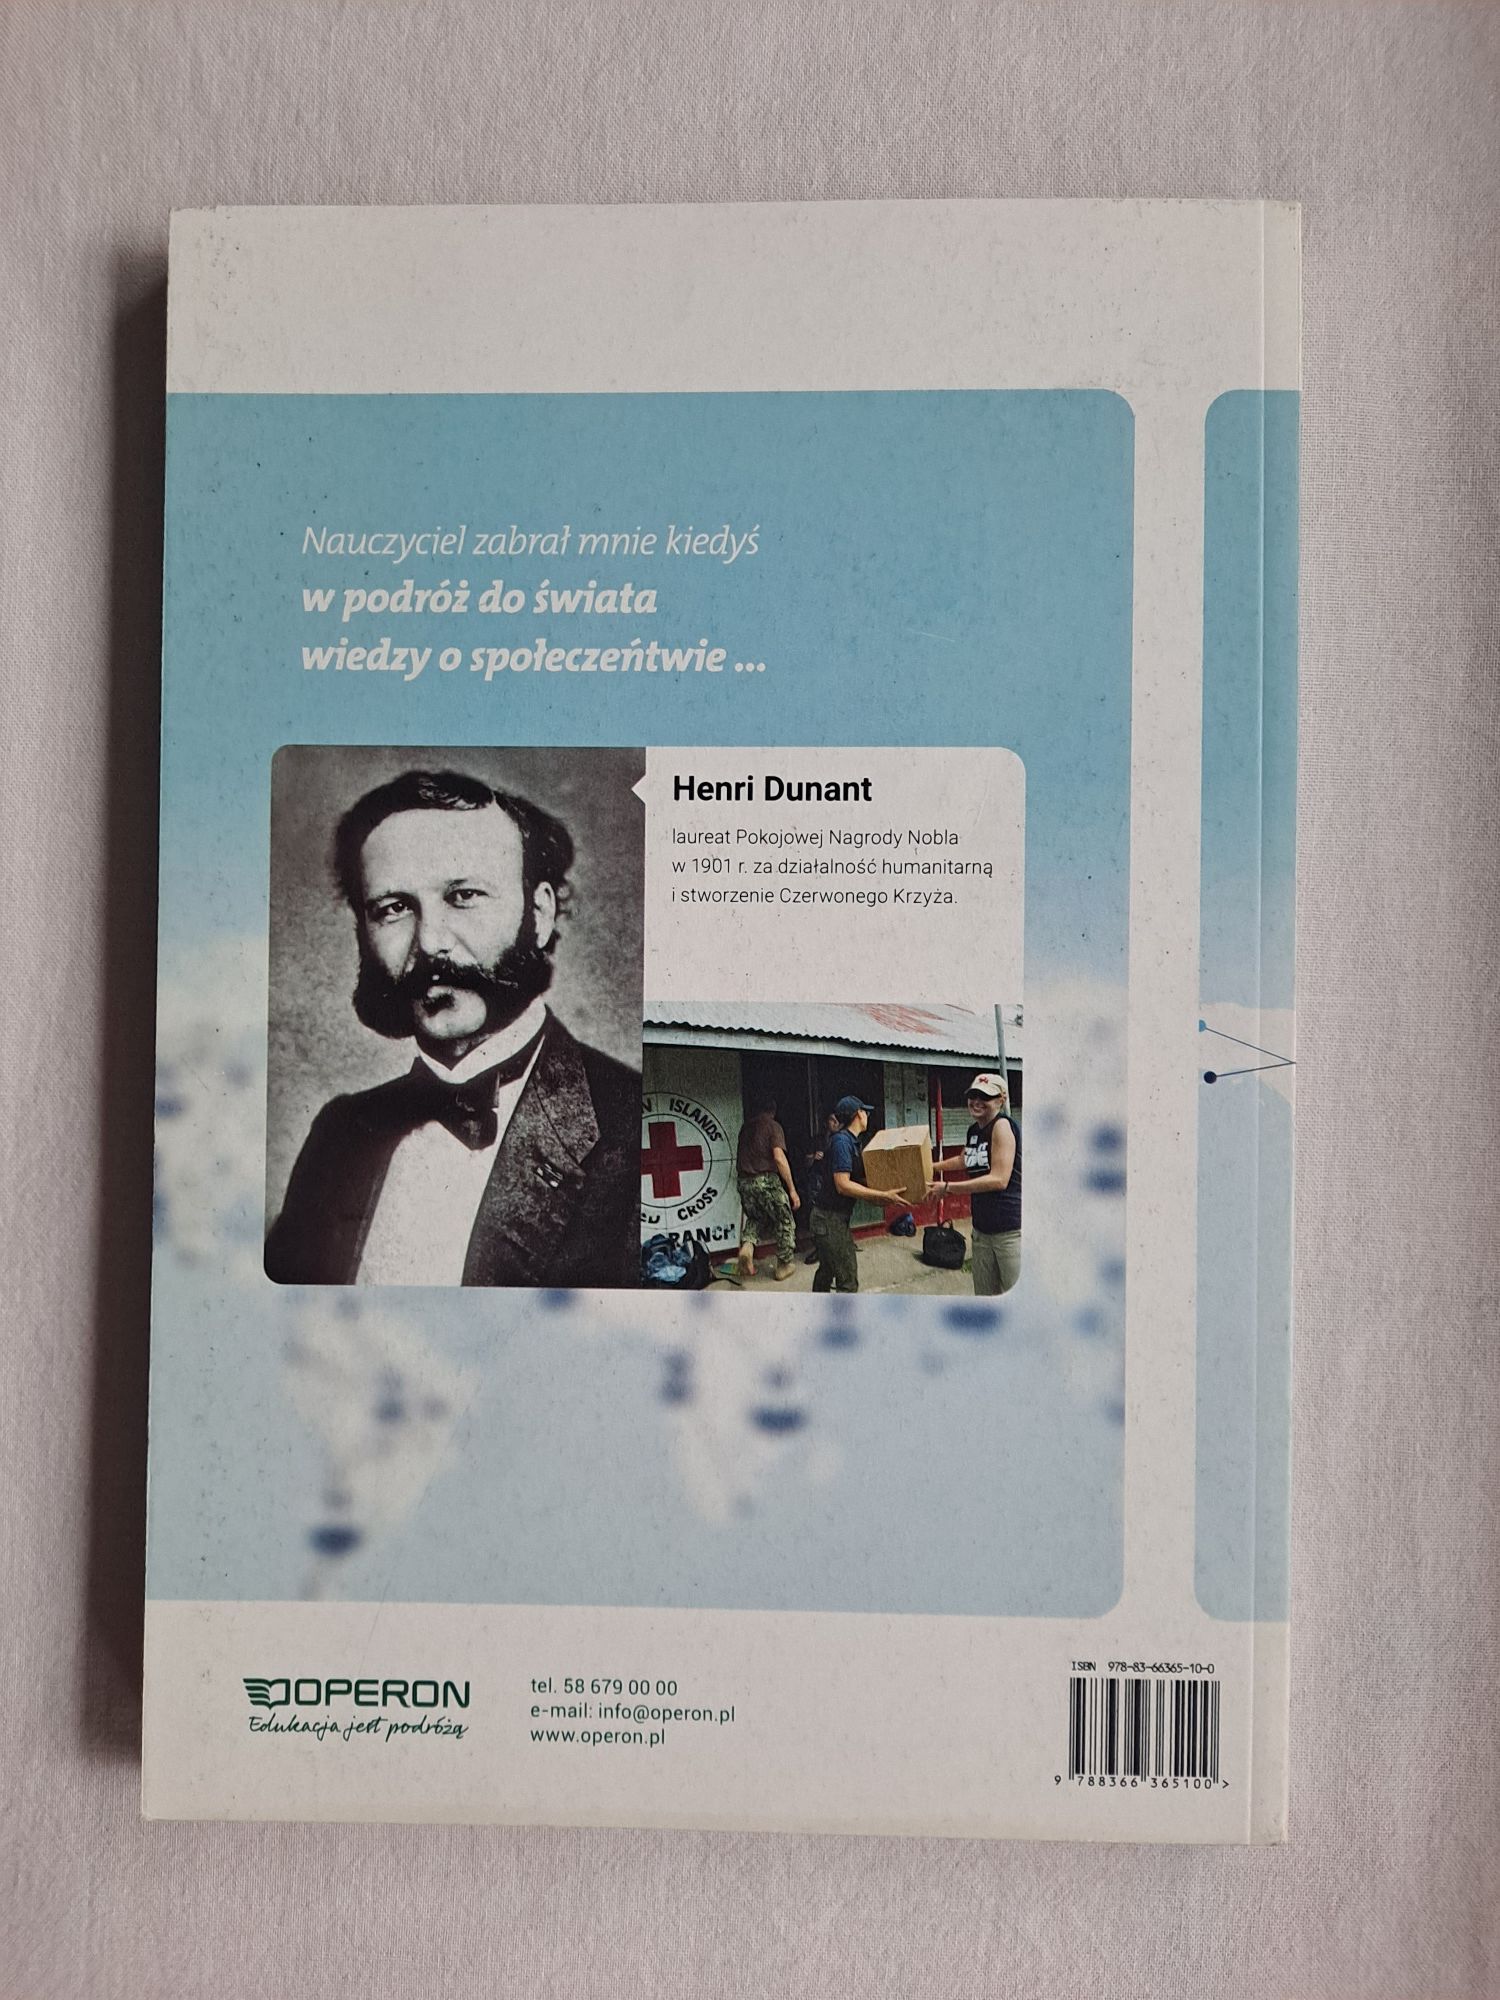 Nauczyciel zabrał mnie kiedyś
w podróż do świata
wiedzy o społeczeńtwie ...
Henri Dunant
laureat Pokojowej Nagrody Nobla
w 1901 r. za działalność humanitarną
i stworzenie Czerwonego Krzyża.
N ISLANDS
CROSS
RANCH
OPERON
Edukacja jest podróżą
tel. 58 679 00 00
e-mail: info@operon.pl
www.operon.pl
ISBN 978-83-66365-10-0
9 788366 365100 >